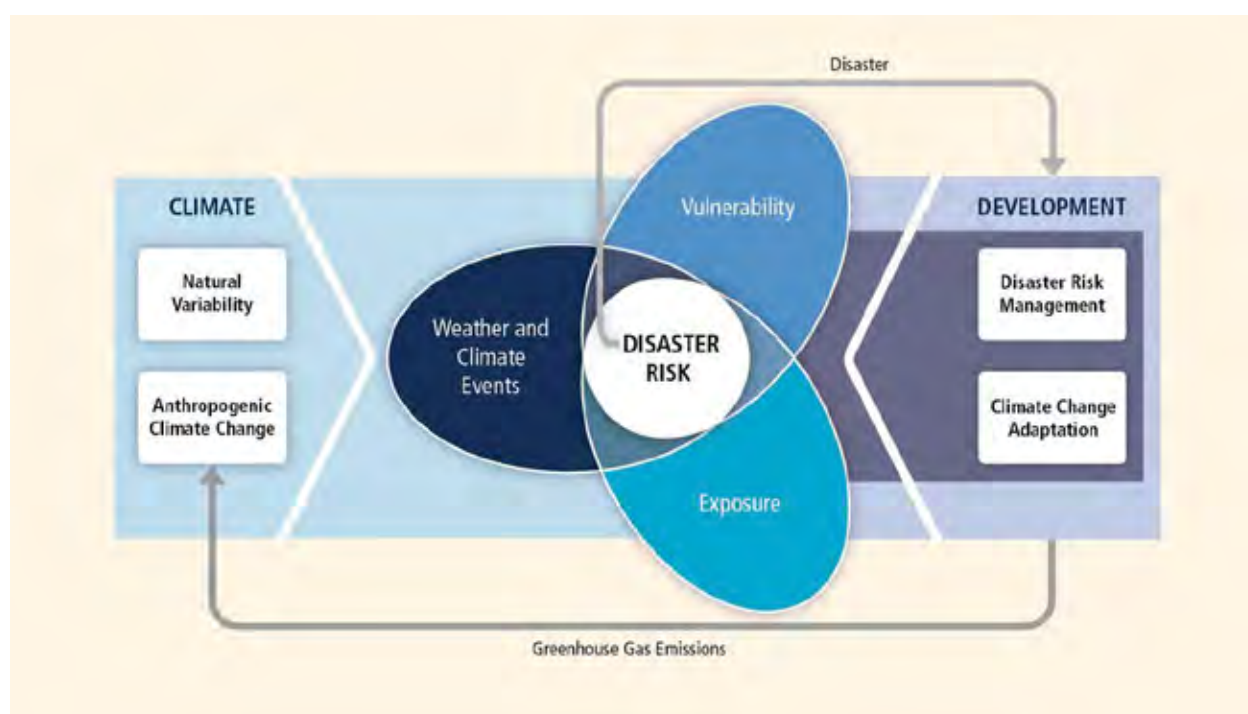 Disaster
CLIMATE
Natural
Variability
Anthropogenic
Climate Change
Weather and
Climate
Events
Vulnerability
DISASTER
RISK
Exposure
DEVELOPMENT
Disaster Risk
Management
Climate Change
Adaptation
Greenhouse Gas Emissions